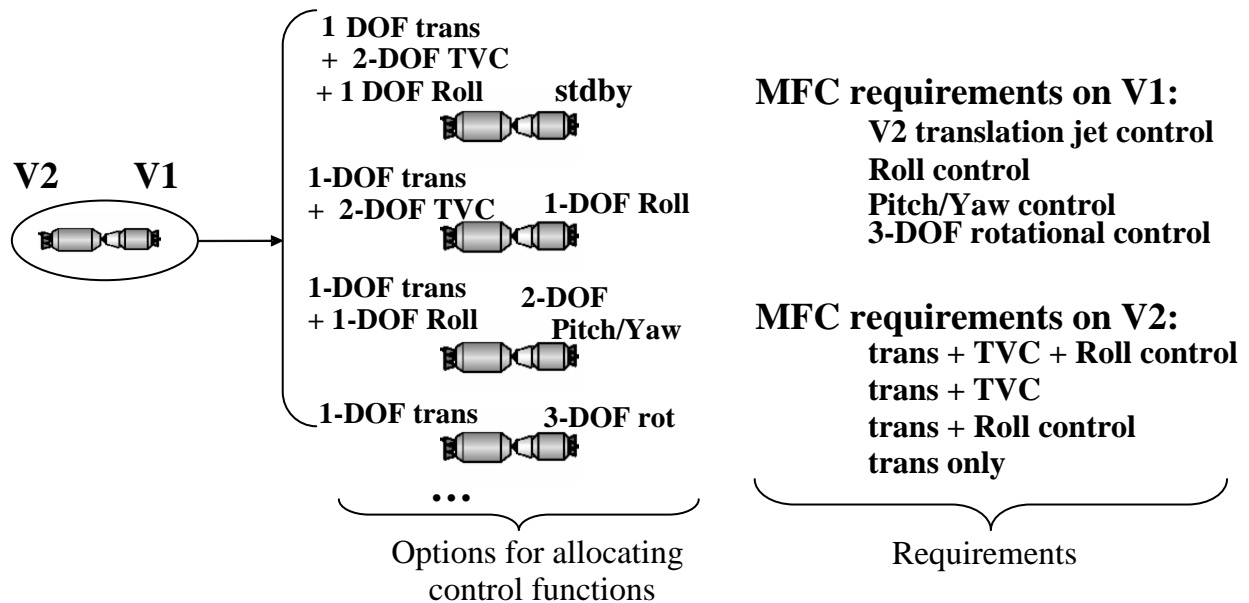 V2 V1
1 DOF trans
+ 2-DOF TVC
+ 1 DOF Roll
stdby
1-DOF trans
+ 2-DOF TVC
1-DOF Roll
1-DOF trans
+ 1-DOF Roll
2-DOF
Pitch/Yaw
1-DOF trans
3-DOF rot
...
Options for allocating
control functions
MFC requirements on V1:
V2 translation jet control
Roll control
Pitch/Yaw control
3-DOF rotational control
MFC requirements on V2:
trans + TVC + Roll control
trans + TVC
trans + Roll control
trans only
Requirements